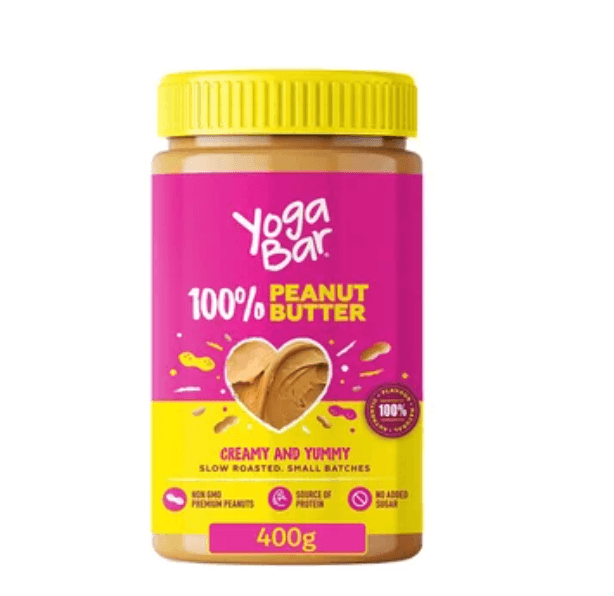 Yoga
Bar
100% PEANUT
BUTTER
100%
CREAMY AND YUMMY
SLOW ROASTED. SMALL BATCHES
NON GMO
PREMIUM PEANUTS
SOURCE OF
PROTEIN
NO ADDED
SUGAR
400g